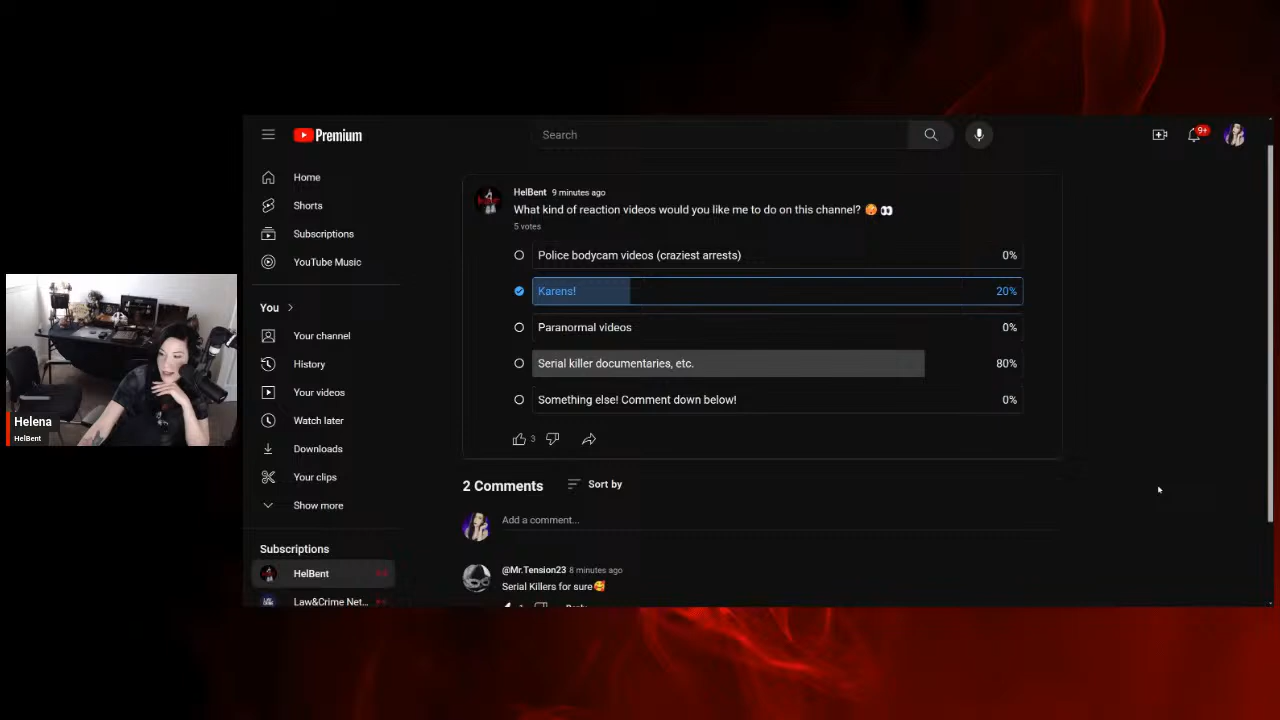 Premium
Search
9+
Home
Shorts
Subscriptions
YouTube Music
You
Your channel
History
Your videos
Watch later
Downloads
Your clips
Show more
Subscriptions
HelBent
Law&Crime Net...
HelBent 9 minutes ago
What kind of reaction videos would you like me to do on this channel? 🥵 👀
5 votes
Police bodycam videos (craziest arrests) 0%
Karens! 20%
Paranormal videos 0%
Serial killer documentaries, etc. 80%
Something else! Comment down below! 0%
3
2 Comments Sort by
Add a comment...
@Mr.Tension23 8 minutes ago
Serial Killers for sure🥰
Helena
HelBent